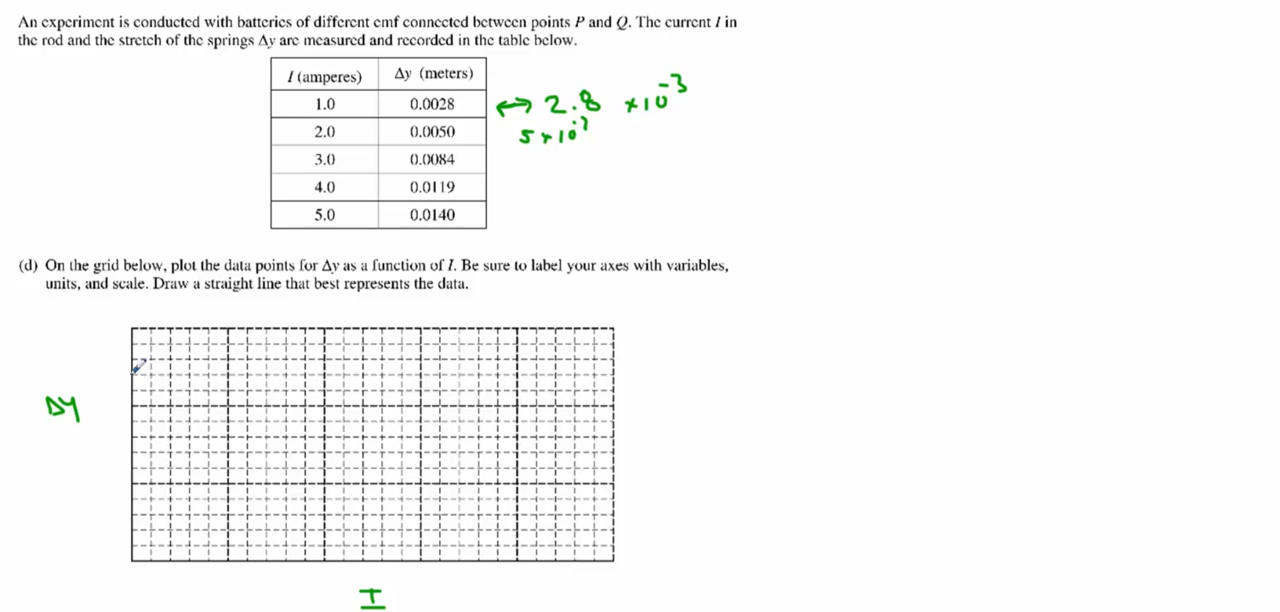 An experiment is conducted with batteries of different emf connected between points P and Q. The current I in
the rod and the stretch of the springs Δy are measured and recorded in the table below.
I (amperes) Δy (meters)
1.0 0.0028 ↔ 2.8 ×10⁻³
2.0 0.0050 5 × 10
3.0 0.0084
4.0 0.0119
5.0 0.0140
(d) On the grid below, plot the data points for Δy as a function of I. Be sure to label your axes with variables,
units, and scale. Draw a straight line that best represents the data.
Δy
I